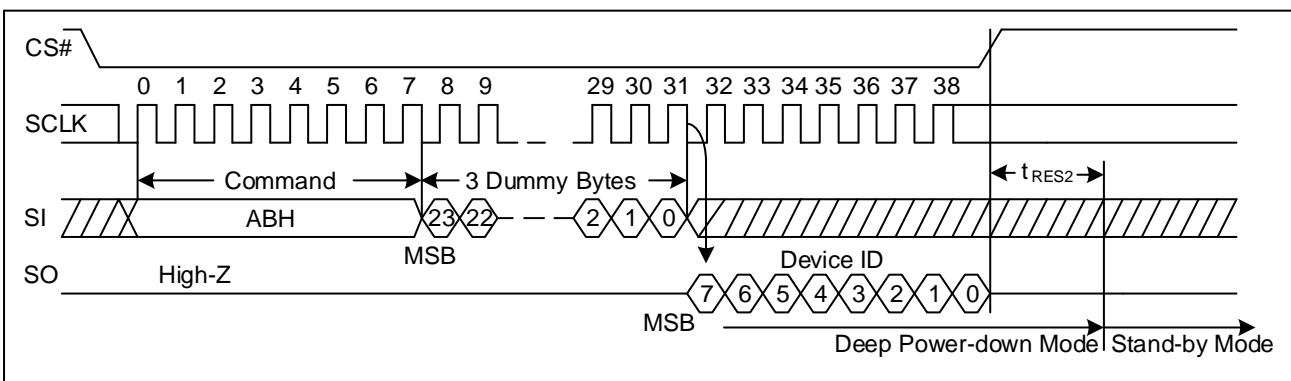 CS#
0 1 2 3 4 5 6 7 8 9 29 30 31 32 33 34 35 36 37 38
SCLK
Command 3 Dummy Bytes tRES2
SI ABH 23 22 2 1 0
MSB
SO High-Z Device ID
7 6 5 4 3 2 1 0
MSB
Deep Power-down Mode Stand-by Mode